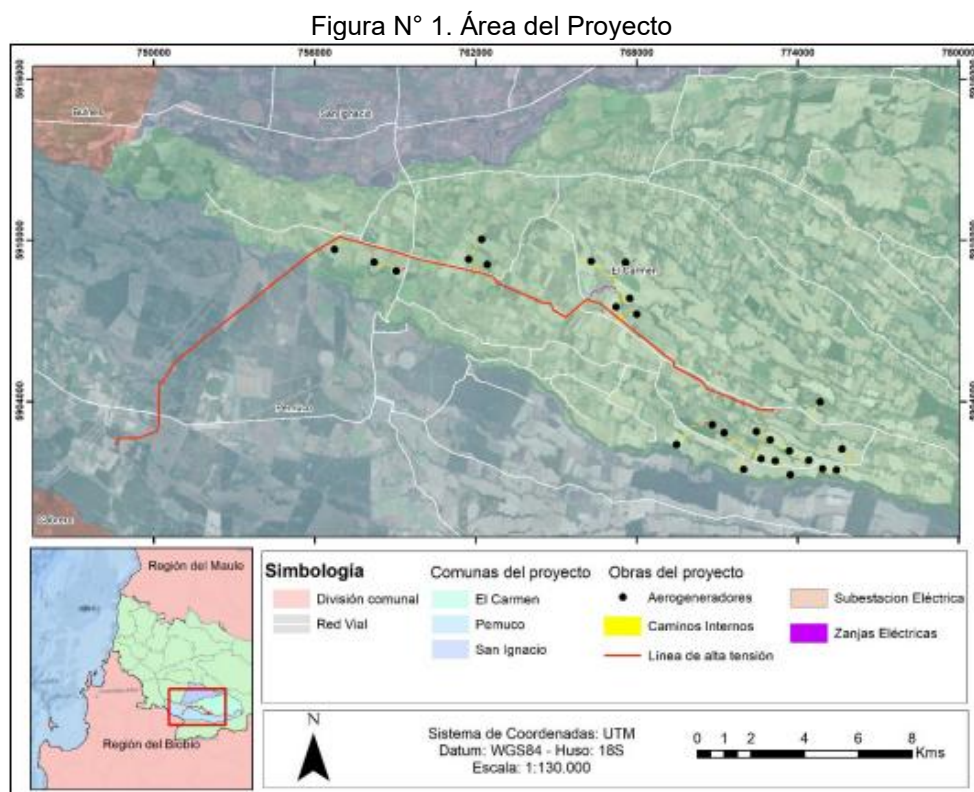 Figura N° 1. Área del Proyecto
750000 756000 762000 768000 774000 780000
5916000
San Ignacio
5910000
El Carmen
5904000
Pemuco
Simbología
División comunal
Red Vial
Comunas del proyecto
El Carmen
Pemuco
San Ignacio
Obras del proyecto
Aerogeneradores
Caminos Internos
Línea de alta tensión
Subestacion Eléctrica
Zanjas Eléctricas
Región del Maule
Región del Biobío
N
Sistema de Coordenadas: UTM
Datum: WGS84 - Huso: 18S
Escala: 1:130.000
0 1 2 4 6 8
Kms